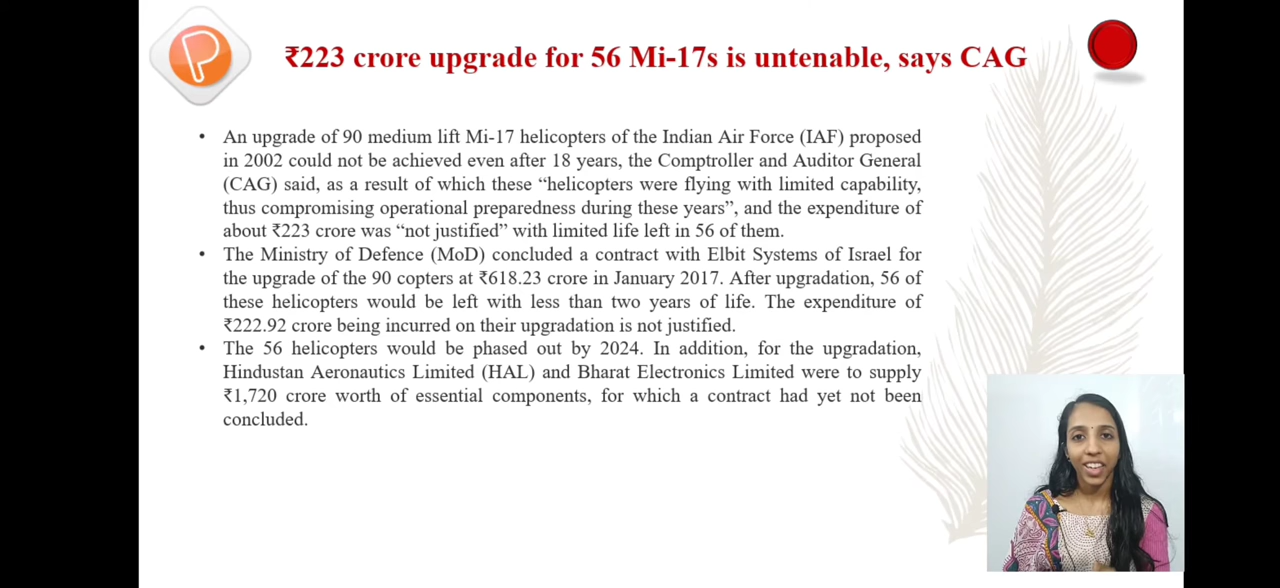 ₹223 crore upgrade for 56 Mi-17s is untenable, says CAG
• An upgrade of 90 medium lift Mi-17 helicopters of the Indian Air Force (IAF) proposed
in 2002 could not be achieved even after 18 years, the Comptroller and Auditor General
(CAG) said, as a result of which these “helicopters were flying with limited capability,
thus compromising operational preparedness during these years”, and the expenditure of
about ₹223 crore was “not justified” with limited life left in 56 of them.
• The Ministry of Defence (MoD) concluded a contract with Elbit Systems of Israel for
the upgrade of the 90 copters at ₹618.23 crore in January 2017. After upgradation, 56 of
these helicopters would be left with less than two years of life. The expenditure of
₹222.92 crore being incurred on their upgradation is not justified.
• The 56 helicopters would be phased out by 2024. In addition, for the upgradation,
Hindustan Aeronautics Limited (HAL) and Bharat Electronics Limited were to supply
₹1,720 crore worth of essential components, for which a contract had yet not been
concluded.